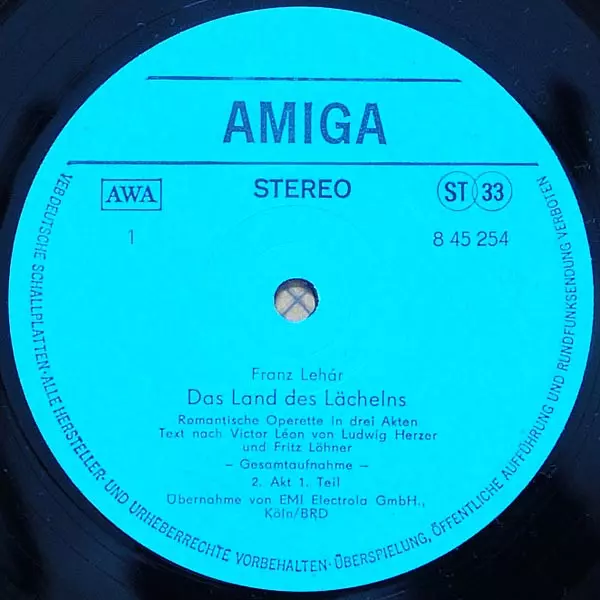 AMIGA
AWA
STEREO
ST 33
1
8 45 254
Franz Lehár
Das Land des Lächelns
Romantische Operette in drei Akten
Text nach Victor Léon von Ludwig Herzer
und Fritz Löhner
– Gesamtaufnahme –
2. Akt 1. Teil
Übernahme von EMI Electrola GmbH.,
Köln/BRD
VEB DEUTSCHE SCHALLPLATTEN · ALLE HERSTELLER- UND URHEBERRECHTE VORBEHALTEN · ÜBERSPIELUNG, ÖFFENTLICHE AUFFÜHRUNG UND RUNDFUNKSENDUNG VERBOTEN